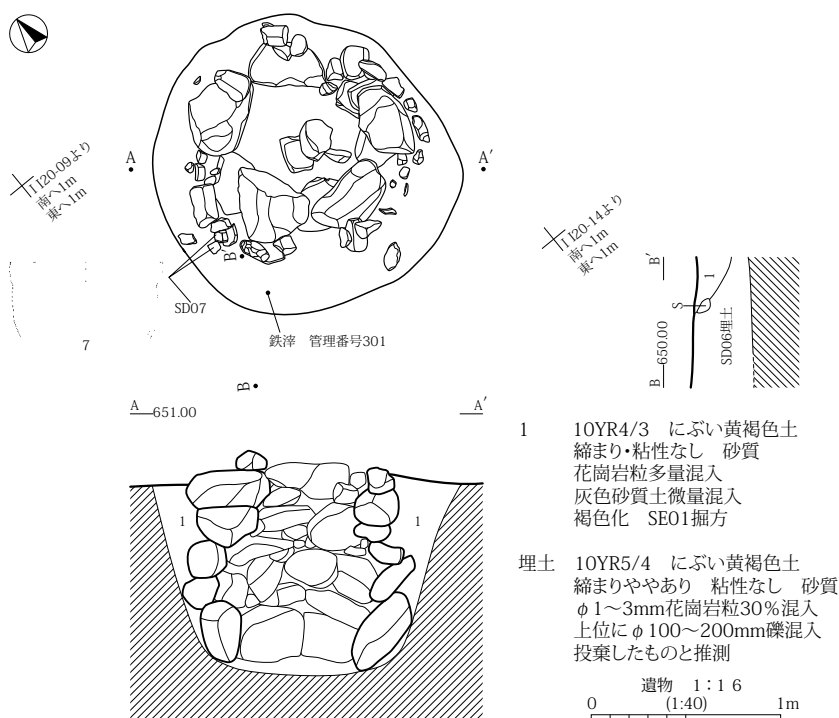 I I20-09より
南へ1m
東へ1m
A
A′
I I20-14より
南へ1m
東へ1m
B
SD07
鉄滓　管理番号301
7
B
A
651.00
A′
1
1
B′
1
S
SD06埋土
B
650.00
1　10YR4/3　にぶい黄褐色土
締まり・粘性なし　砂質
花崗岩粒多量混入
灰色砂質土微量混入
褐色化　SE01掘方
埋土　10YR5/4　にぶい黄褐色土
締まりややあり　粘性なし　砂質
φ1〜3mm花崗岩粒30％混入
上位にφ100〜200mm礫混入
投棄したものと推測
遺物　1：16
0　(1:40)　1m